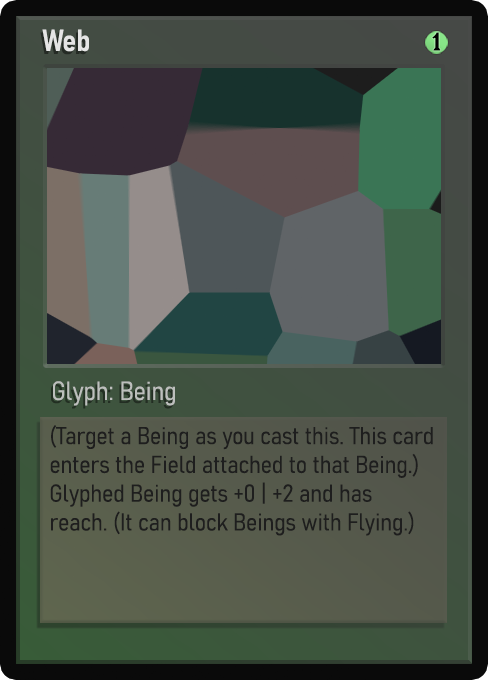 Web
1
Glyph: Being
(Target a Being as you cast this. This card
enters the Field attached to that Being.)
Glyphed Being gets +0 | +2 and has
reach. (It can block Beings with Flying.)